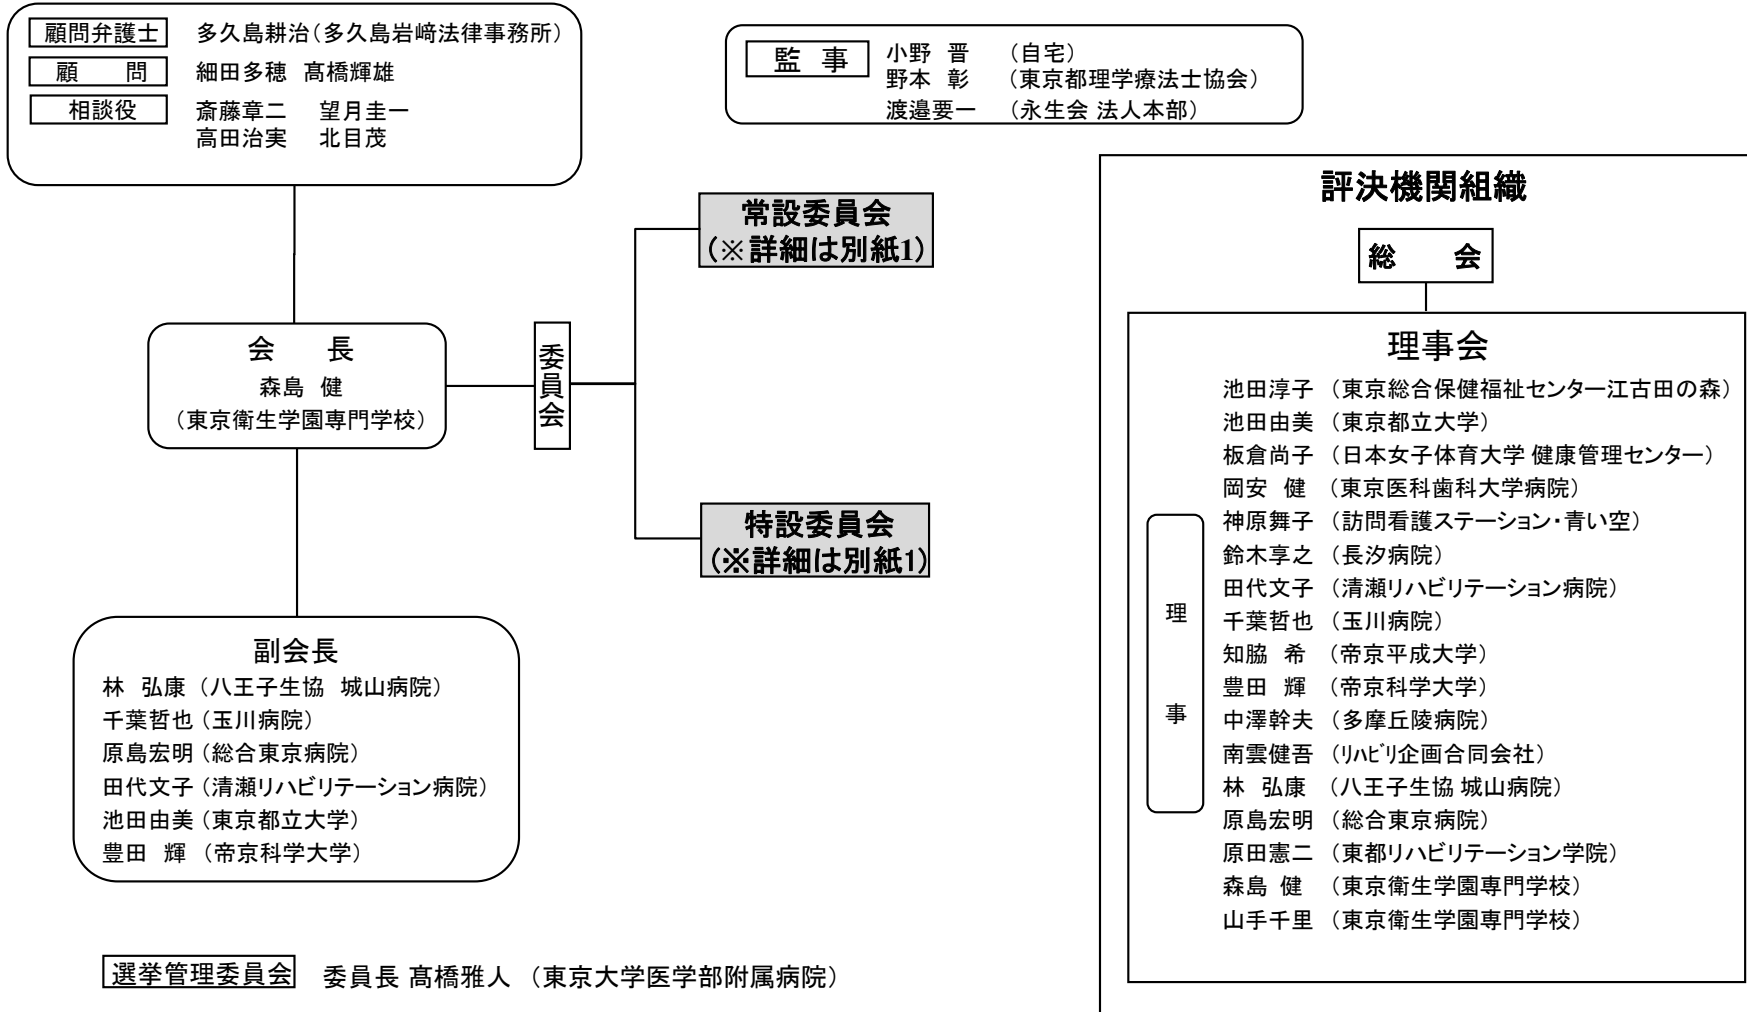 顧問弁護士 多久島耕治(多久島岩﨑法律事務所)
顧　問 細田多穂 髙橋輝雄
相談役 斎藤章二 望月圭一
高田治実 北目茂
監 事 小野 晋 (自宅)
野本 彰 (東京都理学療法士協会)
渡邉要一 (永生会 法人本部)
常設委員会
(※詳細は別紙1)
会　長
森島 健
(東京衛生学園専門学校)
委員会
特設委員会
(※詳細は別紙1)
副会長
林 弘康 (八王子生協 城山病院)
千葉哲也 (玉川病院)
原島宏明 (総合東京病院)
田代文子 (清瀬リハビリテーション病院)
池田由美 (東京都立大学)
豊田 輝 (帝京科学大学)
選挙管理委員会 委員長 髙橋雅人 (東京大学医学部附属病院)
評決機関組織
総　会
理事会
理事
池田淳子 (東京総合保健福祉センター江古田の森)
池田由美 (東京都立大学)
板倉尚子 (日本女子体育大学 健康管理センター)
岡安 健 (東京医科歯科大学病院)
神原舞子 (訪問看護ステーション・青い空)
鈴木享之 (長汐病院)
田代文子 (清瀬リハビリテーション病院)
千葉哲也 (玉川病院)
知脇 希 (帝京平成大学)
豊田 輝 (帝京科学大学)
中澤幹夫 (多摩丘陵病院)
南雲健吾 (ﾘﾊﾋﾞﾘ企画合同会社)
林 弘康 (八王子生協 城山病院)
原島宏明 (総合東京病院)
原田憲二 (東都リハビリテーション学院)
森島 健 (東京衛生学園専門学校)
山手千里 (東京衛生学園専門学校)